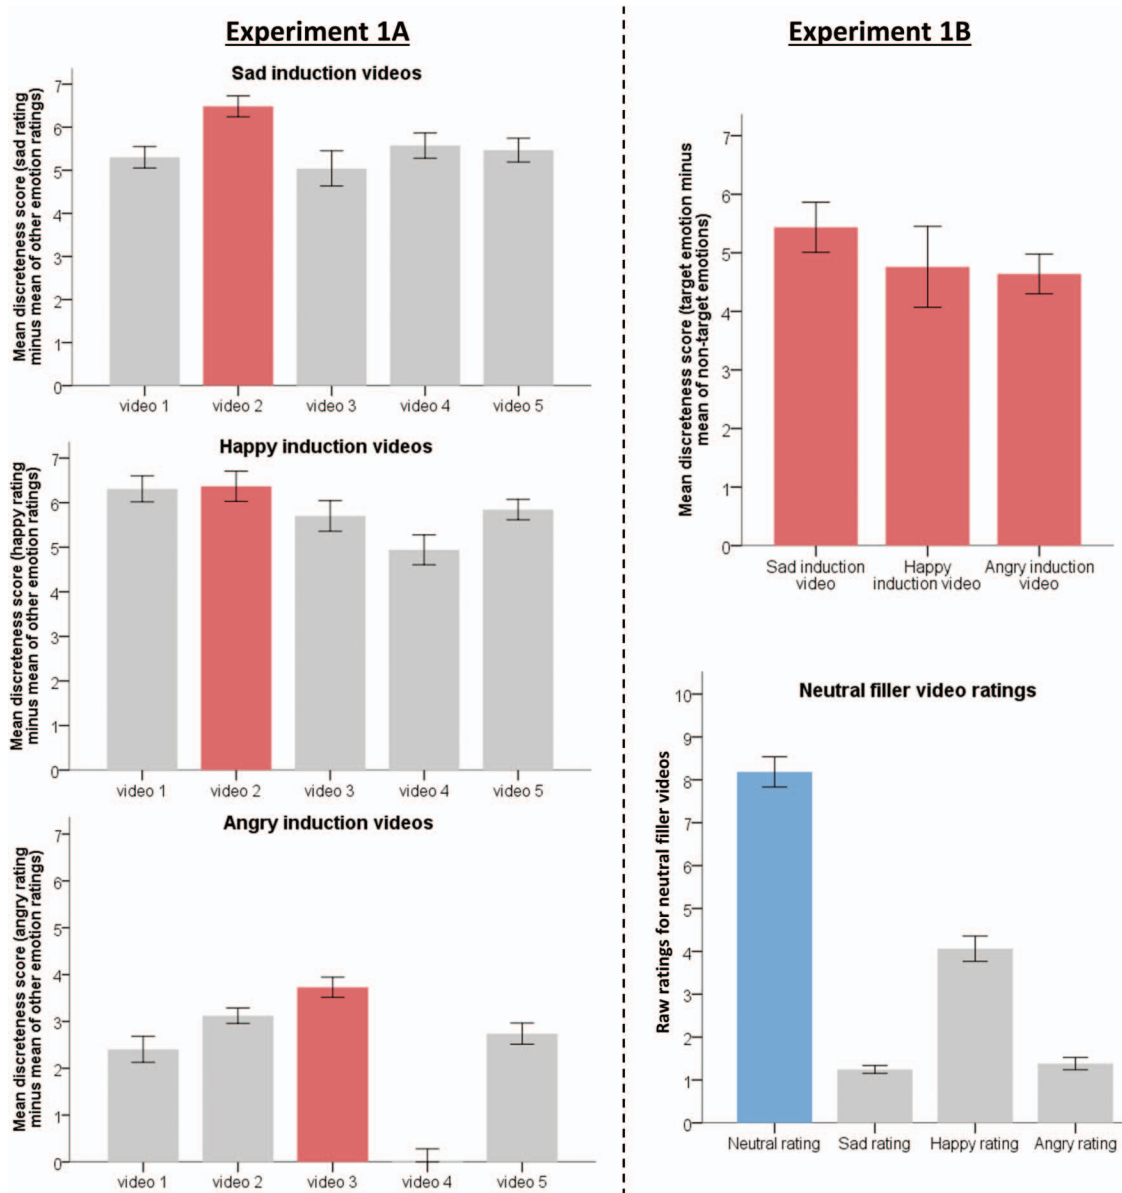 Experiment 1A
Sad induction videos
Mean discreteness score (sad rating
minus mean of other emotion ratings)
7
6
5
4
3
2
1
0
video 1
video 2
video 3
video 4
video 5
Happy induction videos
Mean discreteness score (happy rating
minus mean of other emotion ratings)
7
6
5
4
3
2
1
0
video 1
video 2
video 3
video 4
video 5
Angry induction videos
Mean discreteness score (angry rating
minus mean of other emotion ratings)
7
6
5
4
3
2
1
0
video 1
video 2
video 3
video 4
video 5
Experiment 1B
Mean discreteness score (target emotion minus
mean of non-target emotions)
7
6
5
4
3
2
1
0
Sad induction
video
Happy
induction video
Angry induction
video
Neutral filler video ratings
Raw ratings for neutral filler videos
10
9
8
7
6
5
4
3
2
1
0
Neutral rating
Sad rating
Happy rating
Angry rating